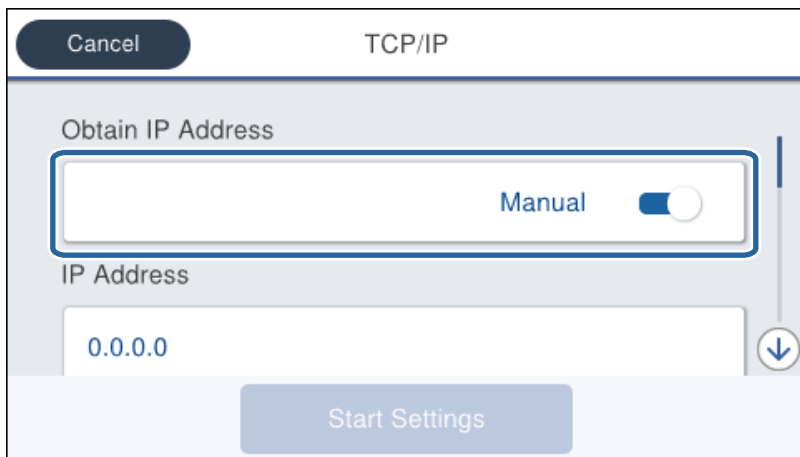 Cancel
TCP/IP
Obtain IP Address
Manual
IP Address
0.0.0.0
Start Settings